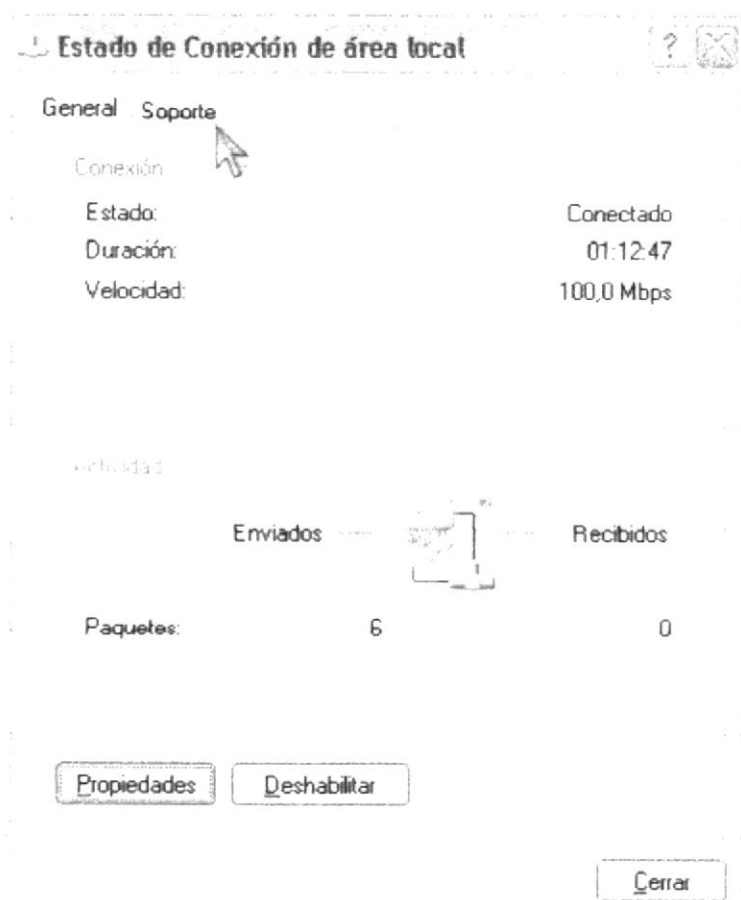 Estado de Conexión de área local
?
General Soporte
Conexión
Estado: Conectado
Duración: 01:12:47
Velocidad: 100,0 Mbps
Actividad
Enviados Recibidos
Paquetes: 6 0
Propiedades Deshabilitar
Cerrar